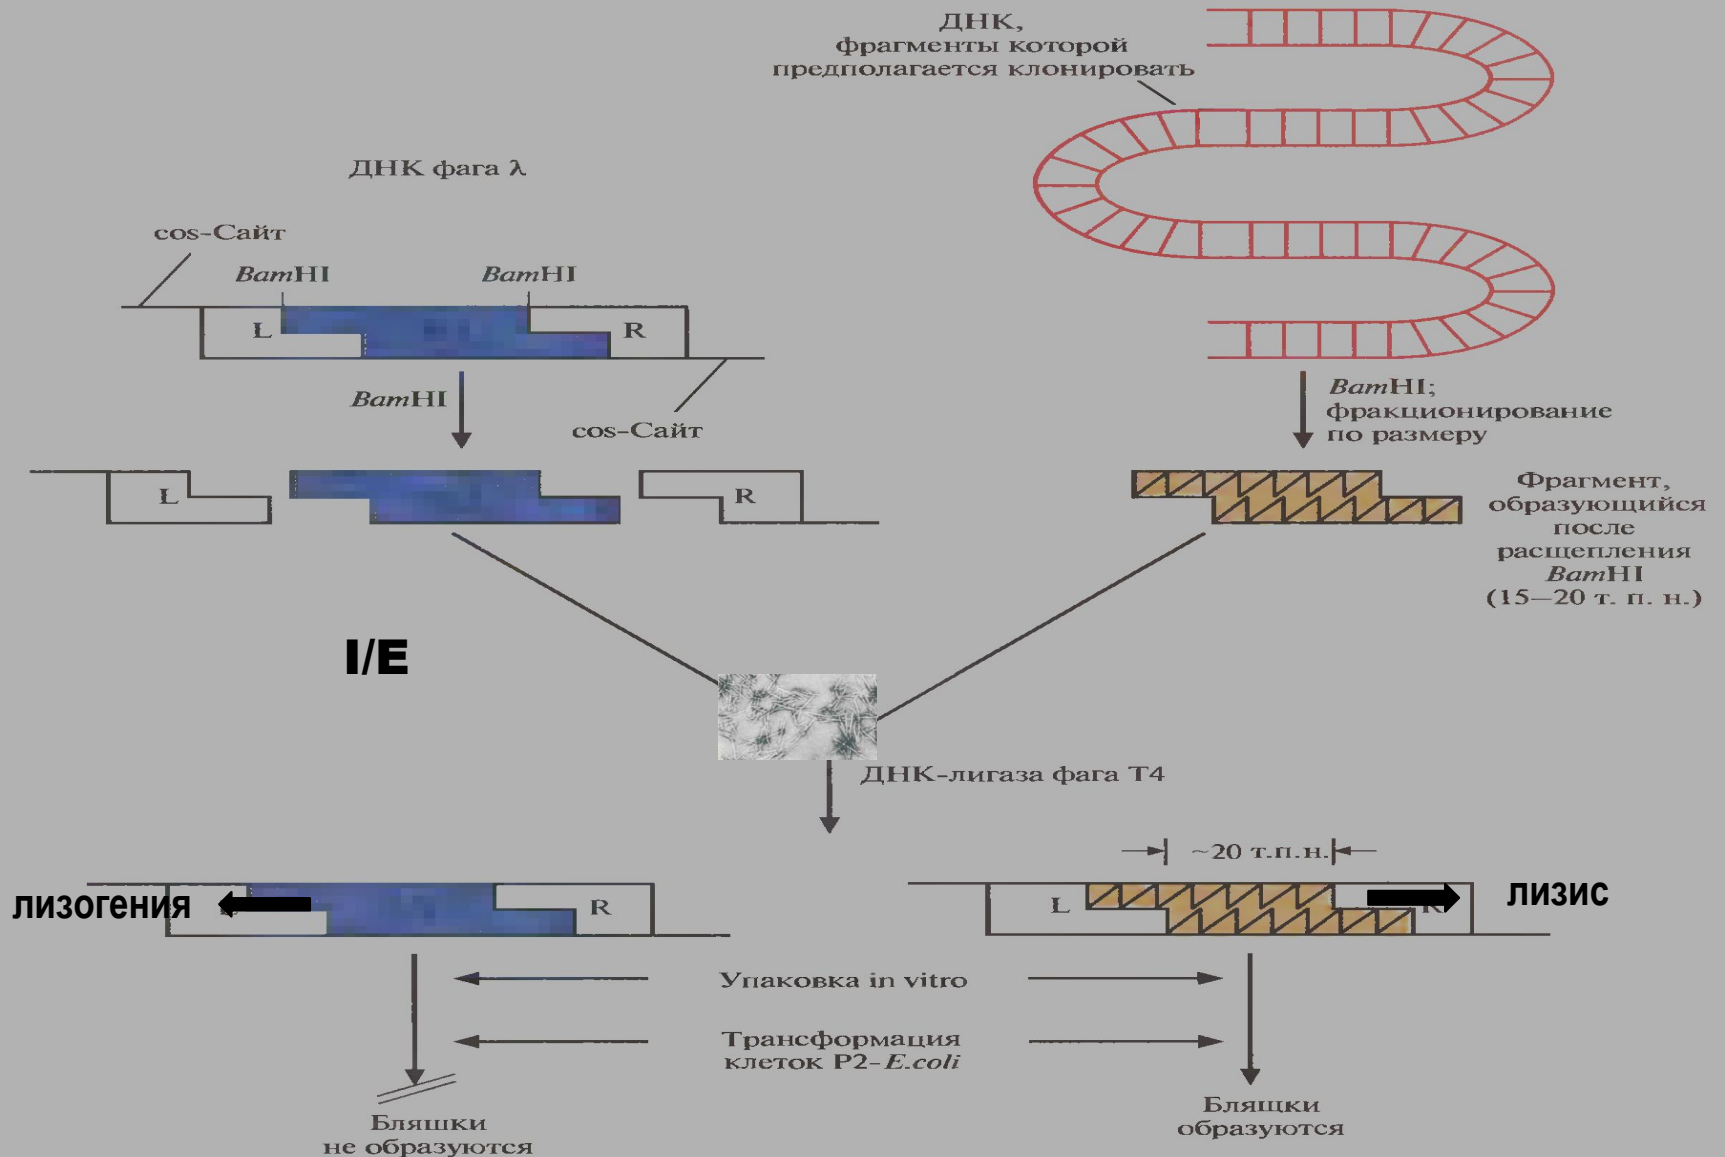 ДНК,
фрагменты которой
предполагается клонировать
ДНК фага λ
cos-Сайт
BamHI BamHI
L R
BamHI
cos-Сайт
BamHI;
фракционирование
по размеру
L R
Фрагмент,
образующийся
после
расщепления
BamHI
(15—20 т. п. н.)
I/E
ДНК-лигаза фага Т4
~20 т.п.н.
лизогения R
L R лизис
Упаковка in vitro
Трансформация
клеток P2-E.coli
Бляшки
не образуются
Бляшки
образуются